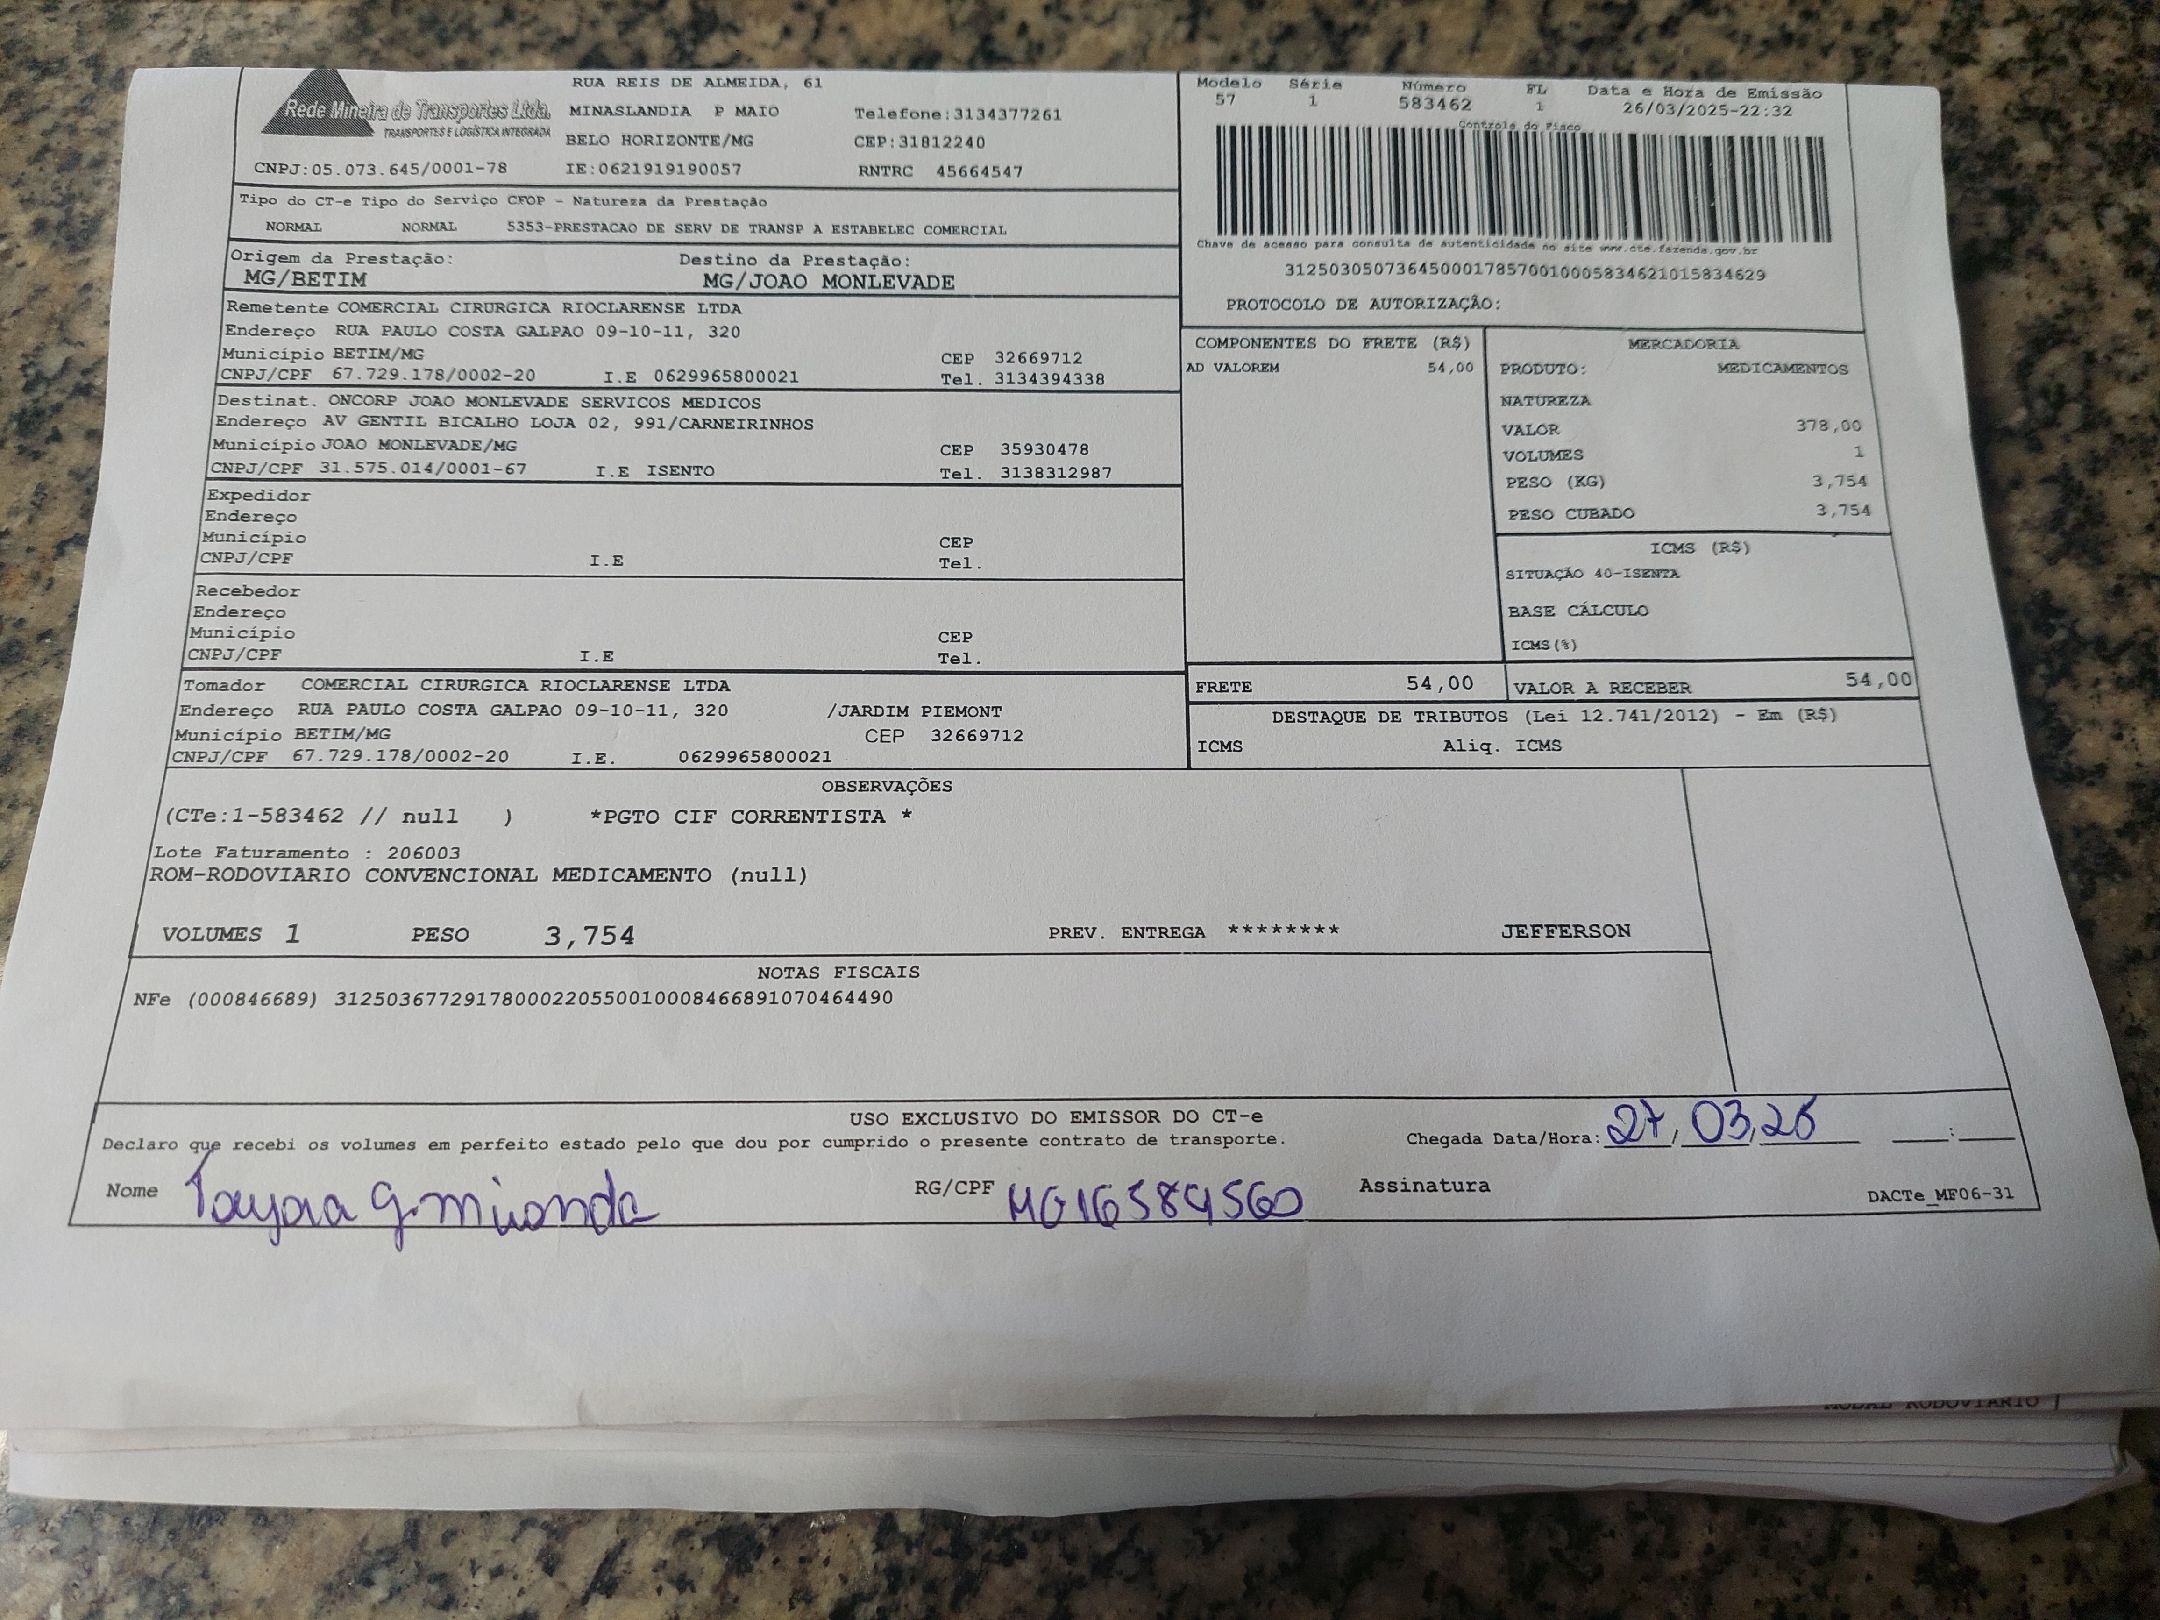 Rede Mineira de Transportes Ltda.
TRANSPORTES E LOGÍSTICA INTEGRADA
RUA REIS DE ALMEIDA, 61
MINASLANDIA P MAIO Telefone:3134377261
BELO HORIZONTE/MG CEP:31812240
CNPJ:05.073.645/0001-78 IE:0621919190057 RNTRC 45664547
Modelo Série Número FL Data e Hora de Emissão
57 1 583462 1 26/03/2025-22:32
Controle do Fisco
Chave de acesso para consulta de autenticidade no site www.cte.fazenda.gov.br
31250305073645000178570010005834621015834629
PROTOCOLO DE AUTORIZAÇÃO:
Tipo do CT-e Tipo do Serviço CFOP - Natureza da Prestação
NORMAL NORMAL 5353-PRESTACAO DE SERV DE TRANSP A ESTABELEC COMERCIAL
Origem da Prestação: Destino da Prestação:
MG/BETIM MG/JOAO MONLEVADE
Remetente COMERCIAL CIRURGICA RIOCLARENSE LTDA
Endereço RUA PAULO COSTA GALPAO 09-10-11, 320
Município BETIM/MG CEP 32669712
CNPJ/CPF 67.729.178/0002-20 I.E 0629965800021 Tel. 3134394338
Destinat. ONCORP JOAO MONLEVADE SERVICOS MEDICOS
Endereço AV GENTIL BICALHO LOJA 02, 991/CARNEIRINHOS
Município JOAO MONLEVADE/MG CEP 35930478
CNPJ/CPF 31.575.014/0001-67 I.E ISENTO Tel. 3138312987
Expedidor
Endereço
Município CEP
CNPJ/CPF I.E Tel.
Recebedor
Endereço
Município CEP
CNPJ/CPF I.E Tel.
Tomador COMERCIAL CIRURGICA RIOCLARENSE LTDA
Endereço RUA PAULO COSTA GALPAO 09-10-11, 320 /JARDIM PIEMONT
Município BETIM/MG CEP 32669712
CNPJ/CPF 67.729.178/0002-20 I.E. 0629965800021
COMPONENTES DO FRETE (R$)
AD VALOREM 54,00
MERCADORIA
PRODUTO: MEDICAMENTOS
NATUREZA
VALOR 378,00
VOLUMES 1
PESO (KG) 3,754
PESO CUBADO 3,754
ICMS (R$)
SITUAÇÃO 40-ISENTA
BASE CÁLCULO
ICMS(%)
FRETE 54,00 VALOR A RECEBER 54,00
DESTAQUE DE TRIBUTOS (Lei 12.741/2012) - Em (R$)
ICMS Aliq. ICMS
OBSERVAÇÕES
(CTe:1-583462 // null ) *PGTO CIF CORRENTISTA *
Lote Faturamento : 206003
ROM-RODOVIARIO CONVENCIONAL MEDICAMENTO (null)
VOLUMES 1 PESO 3,754 PREV. ENTREGA ******** JEFFERSON
NOTAS FISCAIS
NFe (000846689) 31250367729178000220550010008466891070464490
USO EXCLUSIVO DO EMISSOR DO CT-e
Declaro que recebi os volumes em perfeito estado pelo que dou por cumprido o presente contrato de transporte. Chegada Data/Hora: 27/03/25 __:__
Nome Tayara G. Miranda RG/CPF MG16589560 Assinatura DACTe_MF06-31
MODAL RODOVIARIO